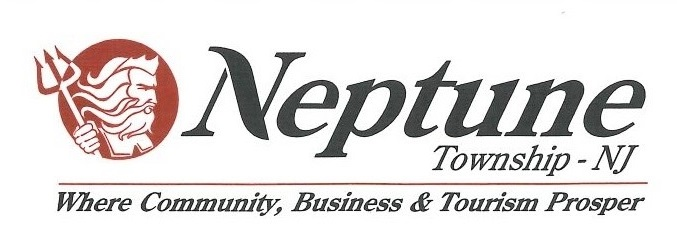 Neptune
Township - NJ
Where Community, Business & Tourism Prosper